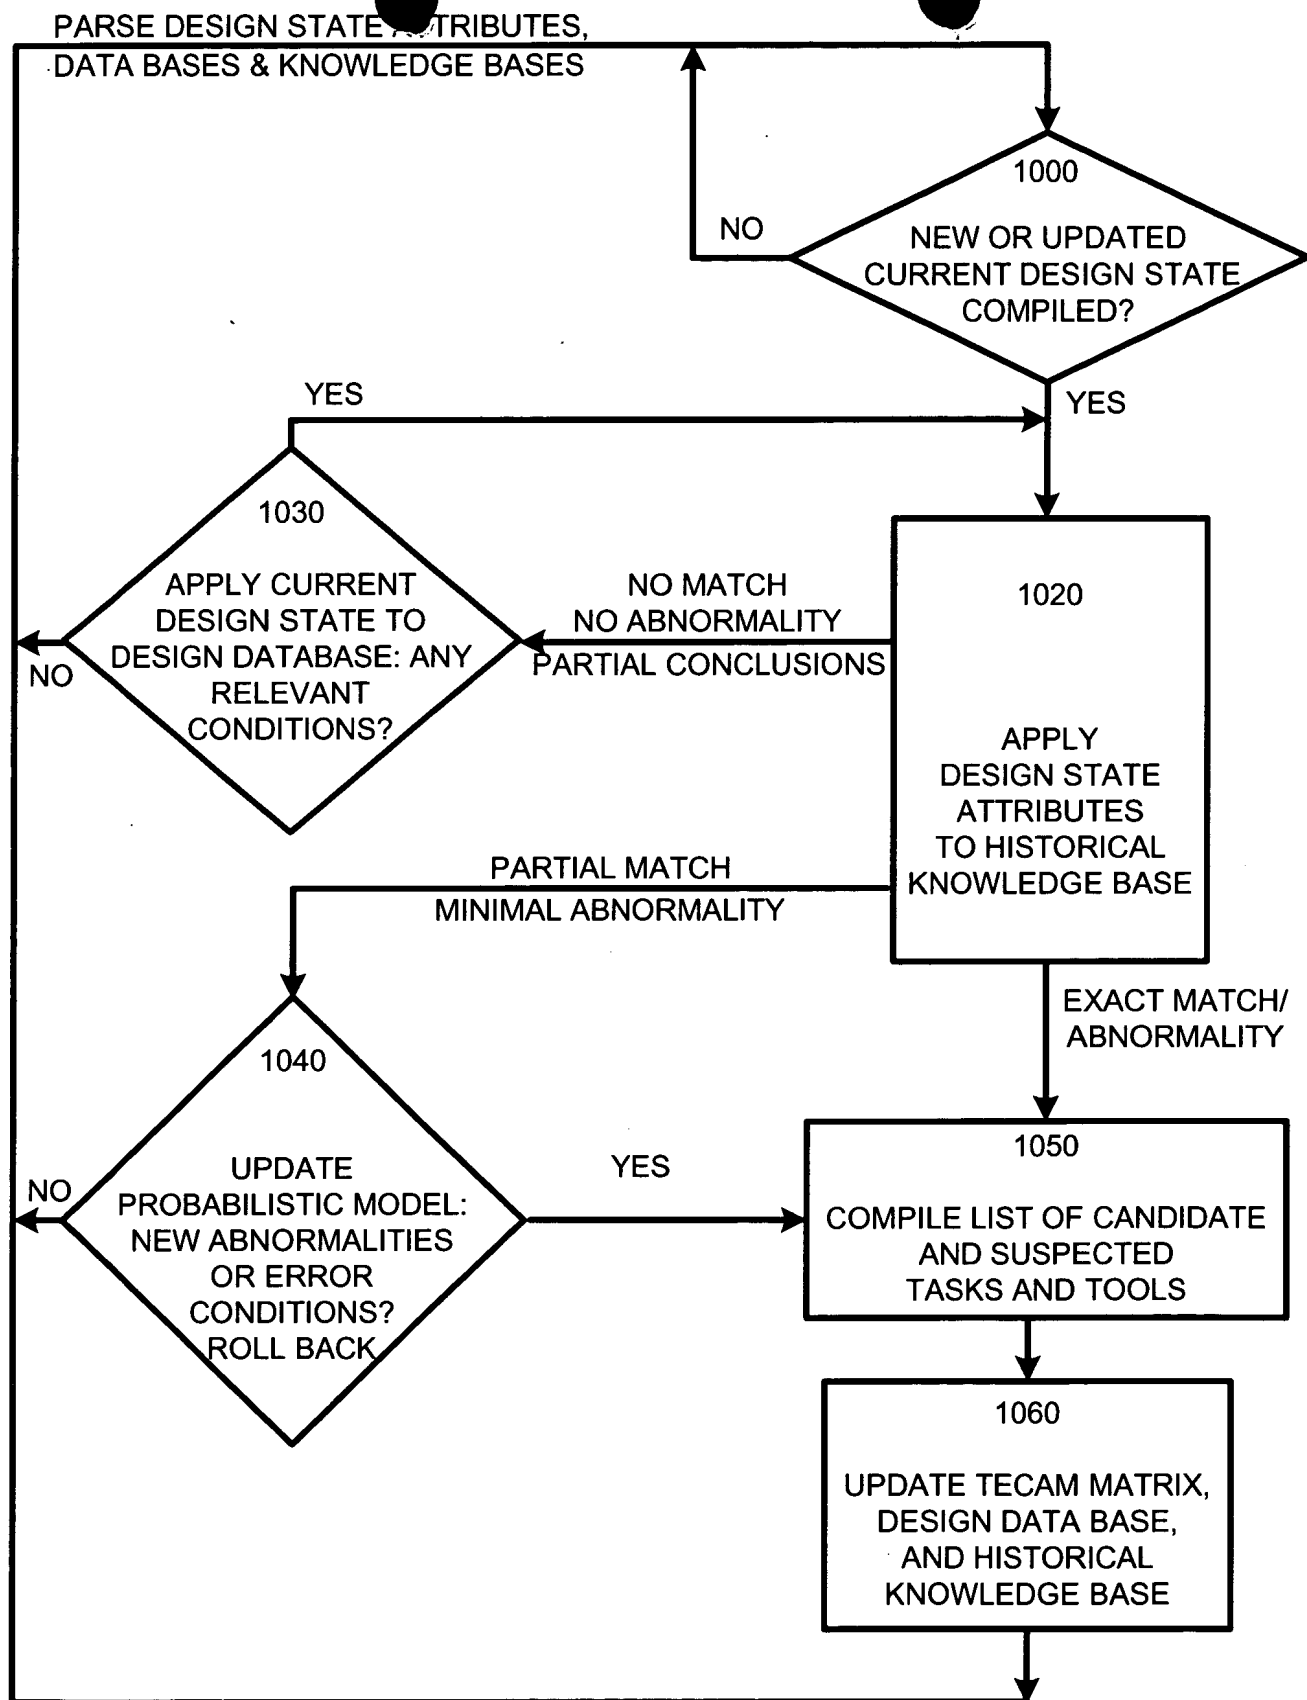 PARSE DESIGN STATE ATTRIBUTES,
DATA BASES & KNOWLEDGE BASES
1000
NEW OR UPDATED
CURRENT DESIGN STATE
COMPILED?
NO
YES
YES
1030
APPLY CURRENT
DESIGN STATE TO
DESIGN DATABASE: ANY
RELEVANT
CONDITIONS?
NO
NO MATCH
NO ABNORMALITY
PARTIAL CONCLUSIONS
1020
APPLY
DESIGN STATE
ATTRIBUTES
TO HISTORICAL
KNOWLEDGE BASE
PARTIAL MATCH
MINIMAL ABNORMALITY
EXACT MATCH/
ABNORMALITY
1040
UPDATE
PROBABILISTIC MODEL:
NEW ABNORMALITIES
OR ERROR
CONDITIONS?
ROLL BACK
NO
YES
1050
COMPILE LIST OF CANDIDATE
AND SUSPECTED
TASKS AND TOOLS
1060
UPDATE TECAM MATRIX,
DESIGN DATA BASE,
AND HISTORICAL
KNOWLEDGE BASE